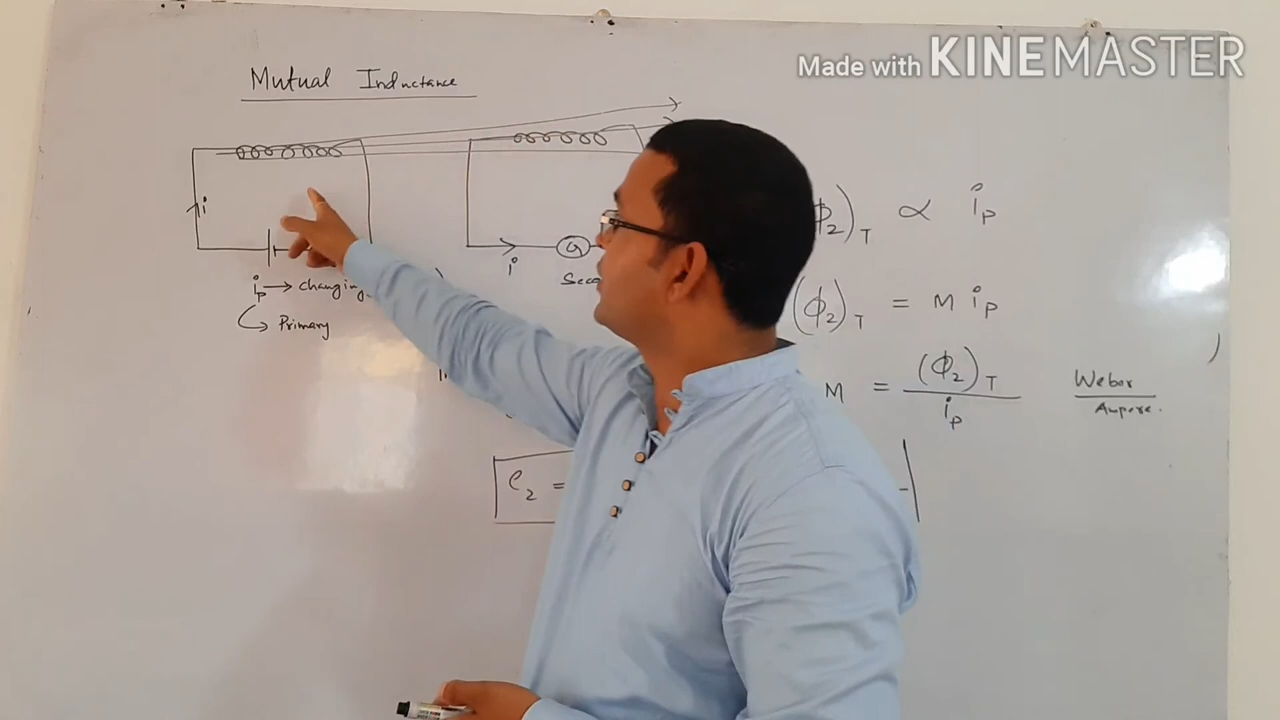 Made with KINEMASTER
Mutual Inductance
i
i
G
ip → changing
Primary
ϕ2)T ∝ ip
(ϕ2)T = M ip
M = (ϕ2)T / ip
Weber / Ampere.
e2 =